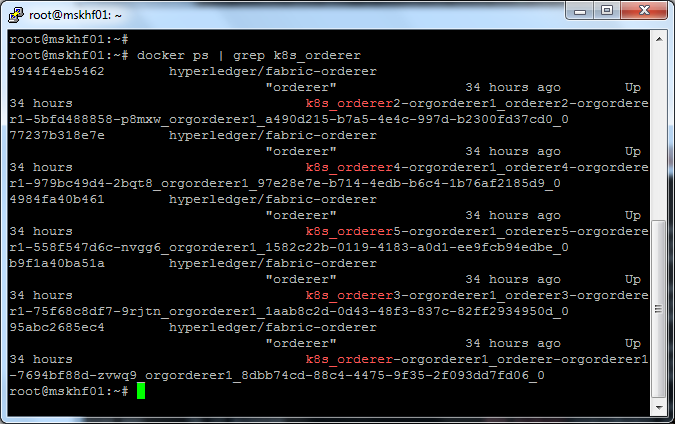 root@mskhf01: ~
root@mskhf01:~#
root@mskhf01:~# docker ps | grep k8s_orderer
4944f4eb5462        hyperledger/fabric-orderer
                                "orderer"                34 hours ago        Up
34 hours                             k8s_orderer2-orgorderer1_orderer2-orgordere
r1-5bfd488858-p8mxw_orgorderer1_a490d215-b7a5-4e4c-997d-b2300fd37cd0_0
77237b318e7e        hyperledger/fabric-orderer
                                "orderer"                34 hours ago        Up
34 hours                             k8s_orderer4-orgorderer1_orderer4-orgordere
r1-979bc49d4-2bqt8_orgorderer1_97e28e7e-b714-4edb-b6c4-1b76af2185d9_0
4984fa40b461        hyperledger/fabric-orderer
                                "orderer"                34 hours ago        Up
34 hours                             k8s_orderer5-orgorderer1_orderer5-orgordere
r1-558f547d6c-nvgg6_orgorderer1_1582c22b-0119-4183-a0d1-ee9fcb94edbe_0
b9f1a40ba51a        hyperledger/fabric-orderer
                                "orderer"                34 hours ago        Up
34 hours                             k8s_orderer3-orgorderer1_orderer3-orgordere
r1-75f68c8df7-9rjtn_orgorderer1_1aab8c2d-0d43-48f3-837c-82ff2934950d_0
95abc2685ec4        hyperledger/fabric-orderer
                                "orderer"                34 hours ago        Up
34 hours                             k8s_orderer-orgorderer1_orderer-orgorderer1
-7694bf88d-zvwq9_orgorderer1_8dbb74cd-88c4-4475-9f35-2f093dd7fd06_0
root@mskhf01:~#